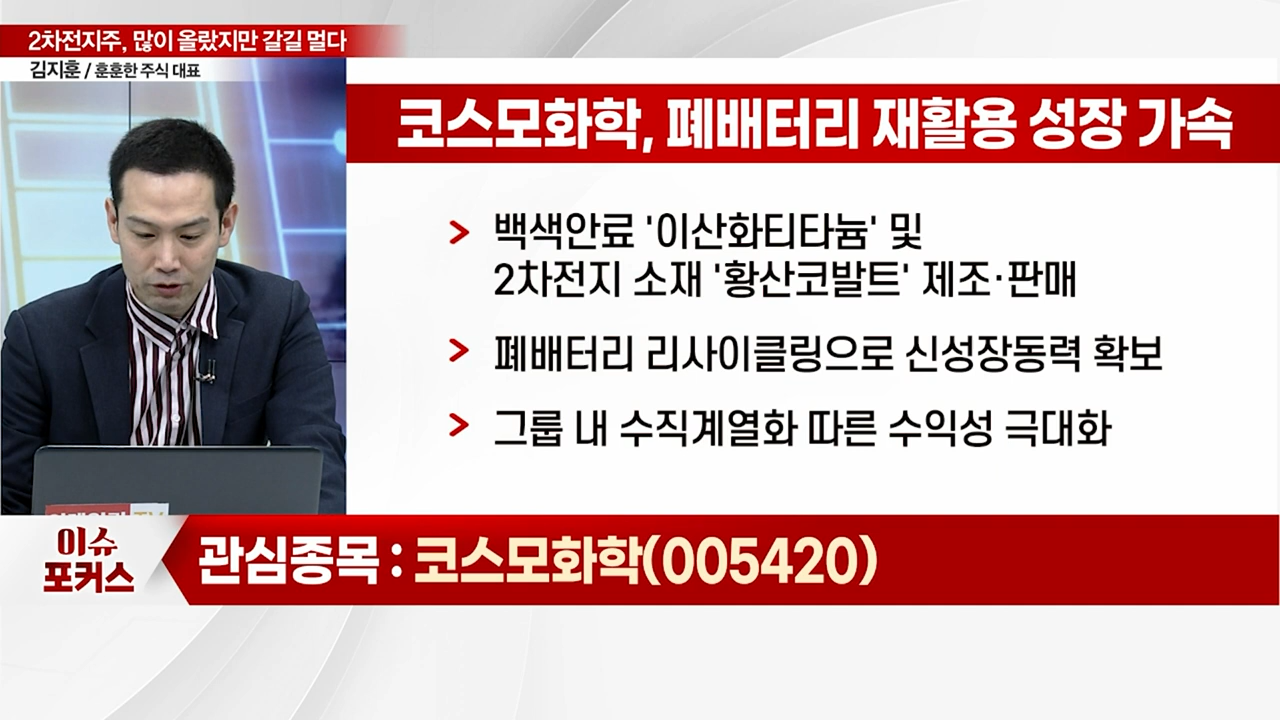 2차전지주, 많이 올랐지만 갈길 멀다
김지훈 / 훈훈한 주식 대표
코스모화학, 폐배터리 재활용 성장 가속
> 백색안료 '이산화티타늄' 및
2차전지 소재 '황산코발트' 제조·판매
> 폐배터리 리사이클링으로 신성장동력 확보
> 그룹 내 수직계열화 따른 수익성 극대화
이슈
포커스
관심종목 : 코스모화학(005420)